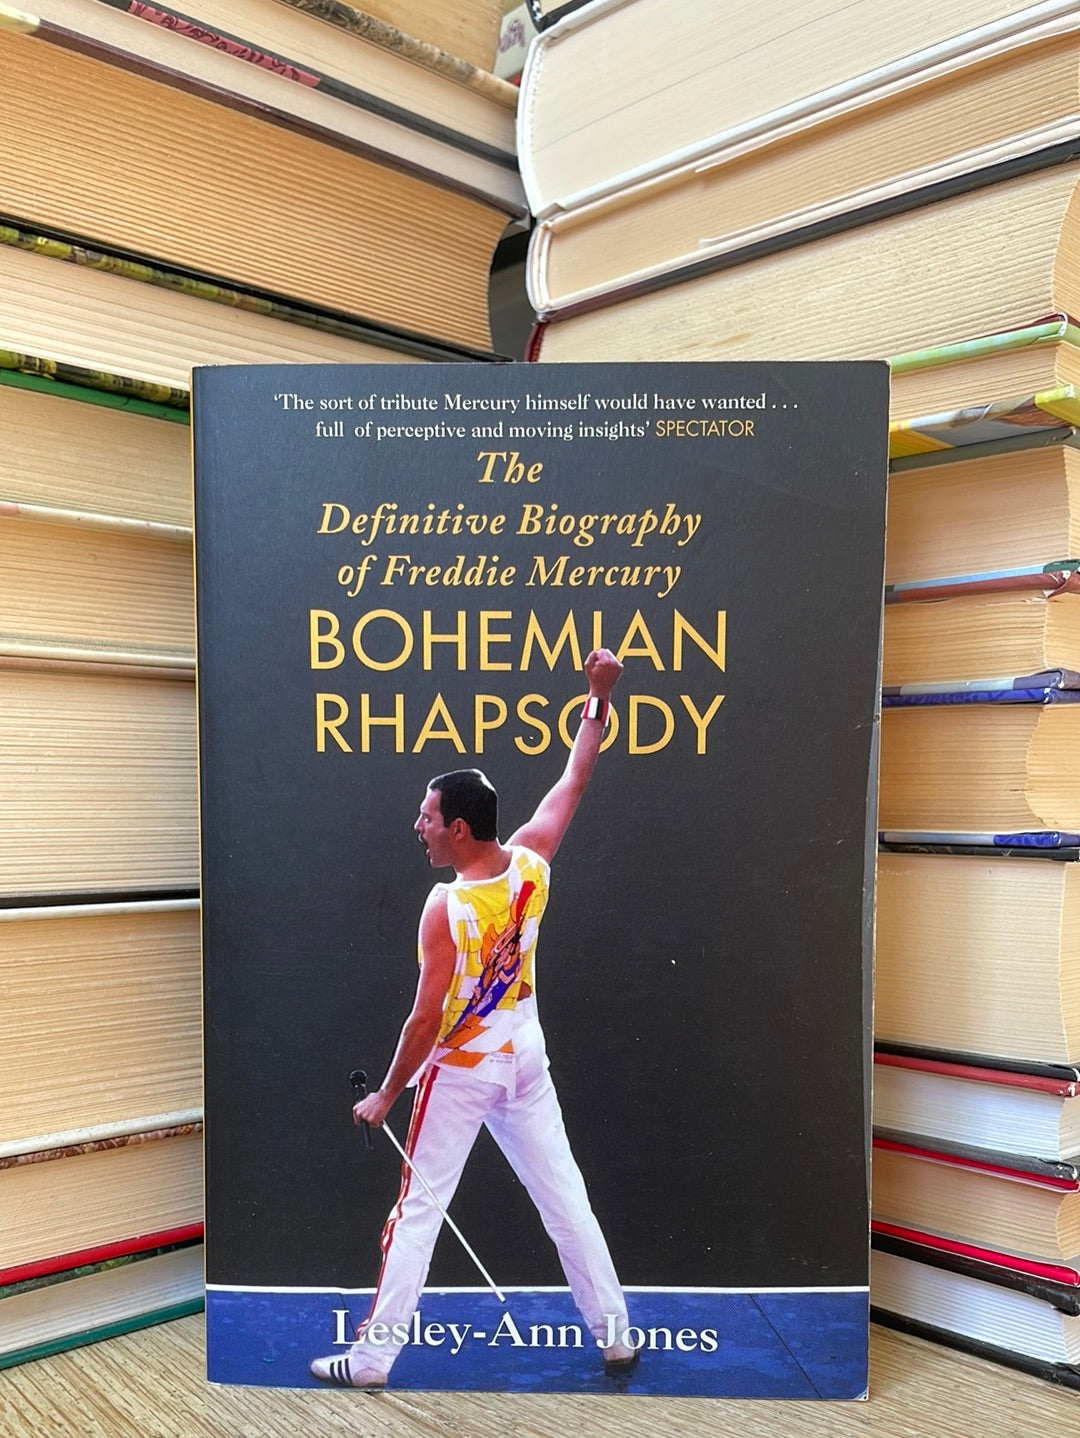 ‘The sort of tribute Mercury himself would have wanted . . .
full of perceptive and moving insights’ SPECTATOR
The
Definitive Biography
of Freddie Mercury
BOHEMIAN
RHAPSODY
Lesley-Ann Jones